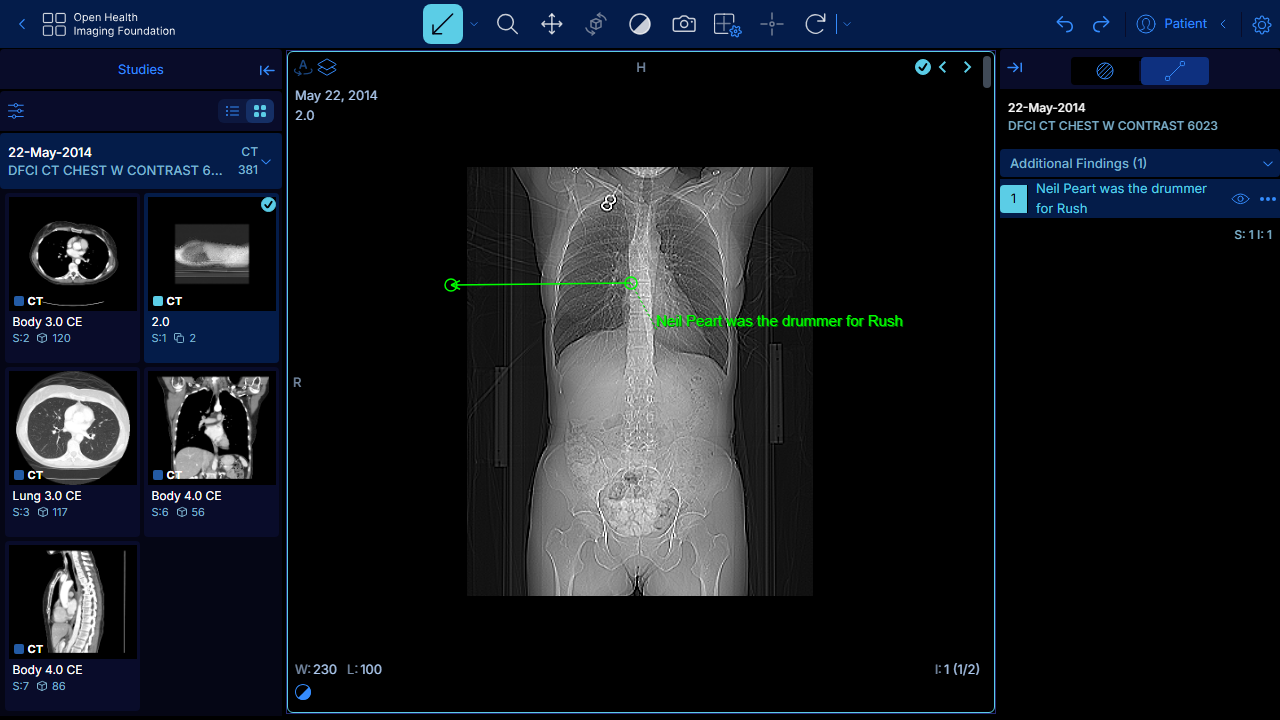 Open Health
Imaging Foundation
Patient
Studies
22-May-2014
CT
DFCI CT CHEST W CONTRAST 6...
381
CT
Body 3.0 CE
S:2 120
CT
2.0
S:1 2
CT
Lung 3.0 CE
S:3 117
CT
Body 4.0 CE
S:6 56
CT
Body 4.0 CE
S:7 86
A
H
May 22, 2014
2.0
R
Neil Peart was the drummer for Rush
W:230 L:100
I:1 (1/2)
22-May-2014
DFCI CT CHEST W CONTRAST 6023
Additional Findings (1)
1
Neil Peart was the drummer
for Rush
S: 1 I: 1